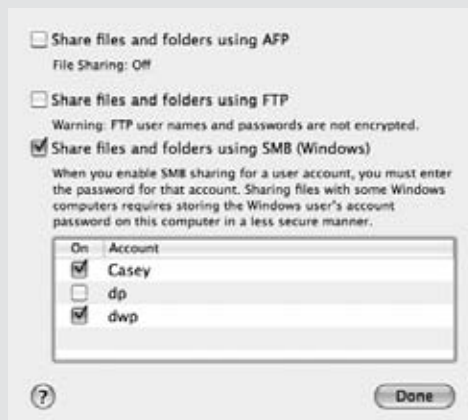 Share files and folders using AFP
File Sharing: Off
Share files and folders using FTP
Warning: FTP user names and passwords are not encrypted.
Share files and folders using SMB (Windows)
When you enable SMB sharing for a user account, you must enter
the password for that account. Sharing files with some Windows
computers requires storing the Windows user's account
password on this computer in a less secure manner.
On Account
Casey
dp
dwp
? Done